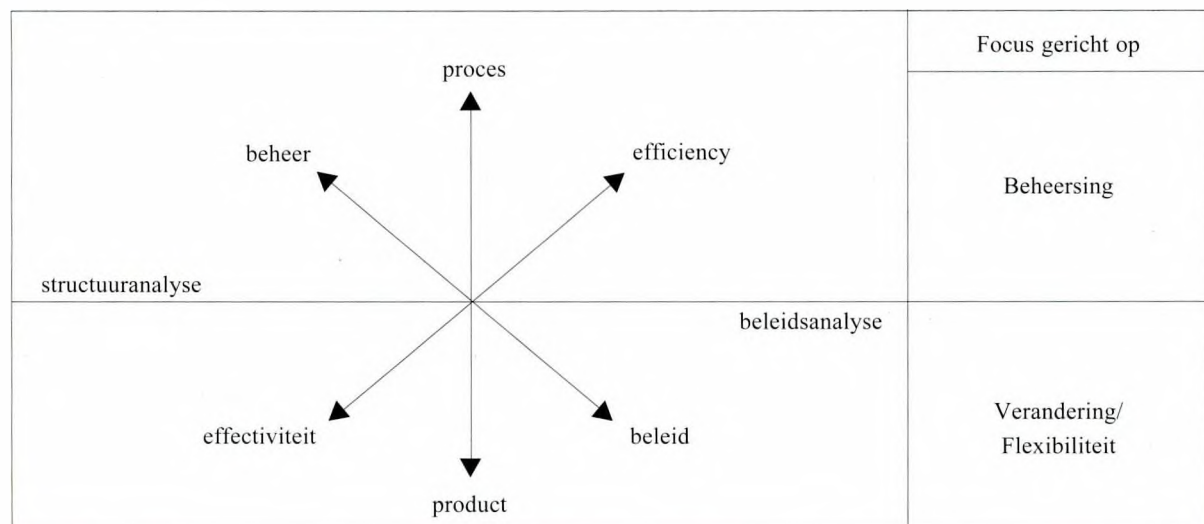 Focus gericht op
proces
beheer
efficiency
Beheersing
structuuranalyse
beleidsanalyse
effectiviteit
beleid
product
Verandering/
Flexibiliteit